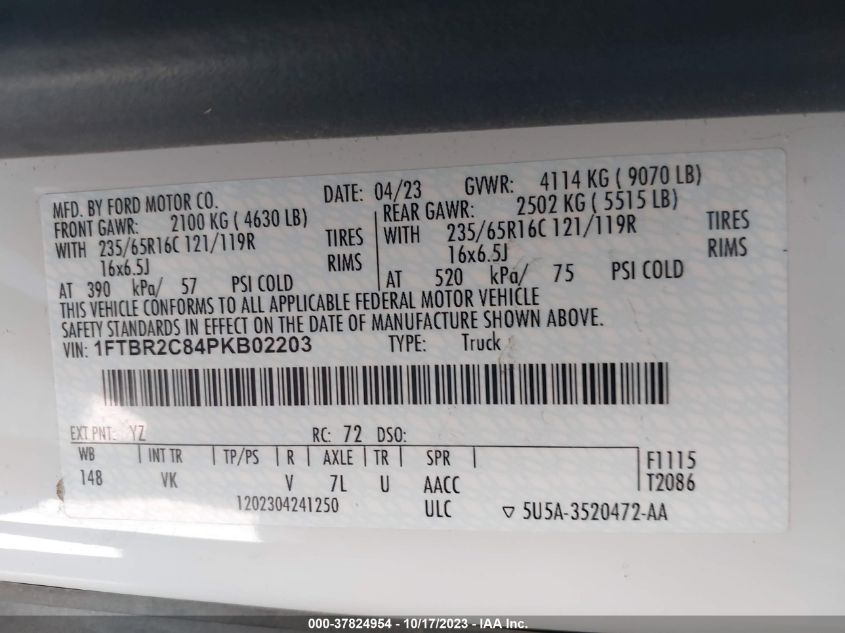 MFD. BY FORD MOTOR CO. DATE: 04/23 GVWR: 4114 KG ( 9070 LB)
FRONT GAWR: 2100 KG ( 4630 LB) REAR GAWR: 2502 KG ( 5515 LB)
WITH 235/65R16C 121/119R TIRES WITH 235/65R16C 121/119R TIRES
16x6.5J RIMS 16x6.5J RIMS
AT 390 kPa/ 57 PSI COLD AT 520 kPa/ 75 PSI COLD
THIS VEHICLE CONFORMS TO ALL APPLICABLE FEDERAL MOTOR VEHICLE
SAFETY STANDARDS IN EFFECT ON THE DATE OF MANUFACTURE SHOWN ABOVE.
VIN: 1FTBR2C84PKB02203 TYPE: Truck
EXT PNT: YZ RC: 72 DSO:
WB | INT TR | TP/PS | R | AXLE | TR | SPR | F1115
148 VK V 7L U AACC T2086
1202304241250 ULC ▽ 5U5A-3520472-AA
000-37824954 - 10/17/2023 - IAA Inc.